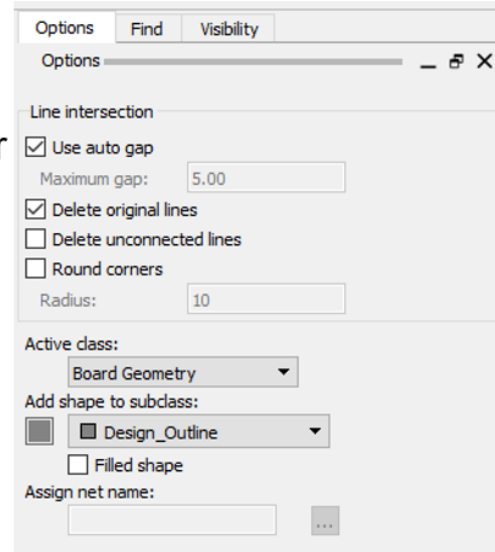 Options Find Visibility
Options
Line intersection
r
Use auto gap
Maximum gap: 5.00
Delete original lines
Delete unconnected lines
Round corners
Radius: 10
Active class:
Board Geometry
Add shape to subclass:
Design_Outline
Filled shape
Assign net name:
...